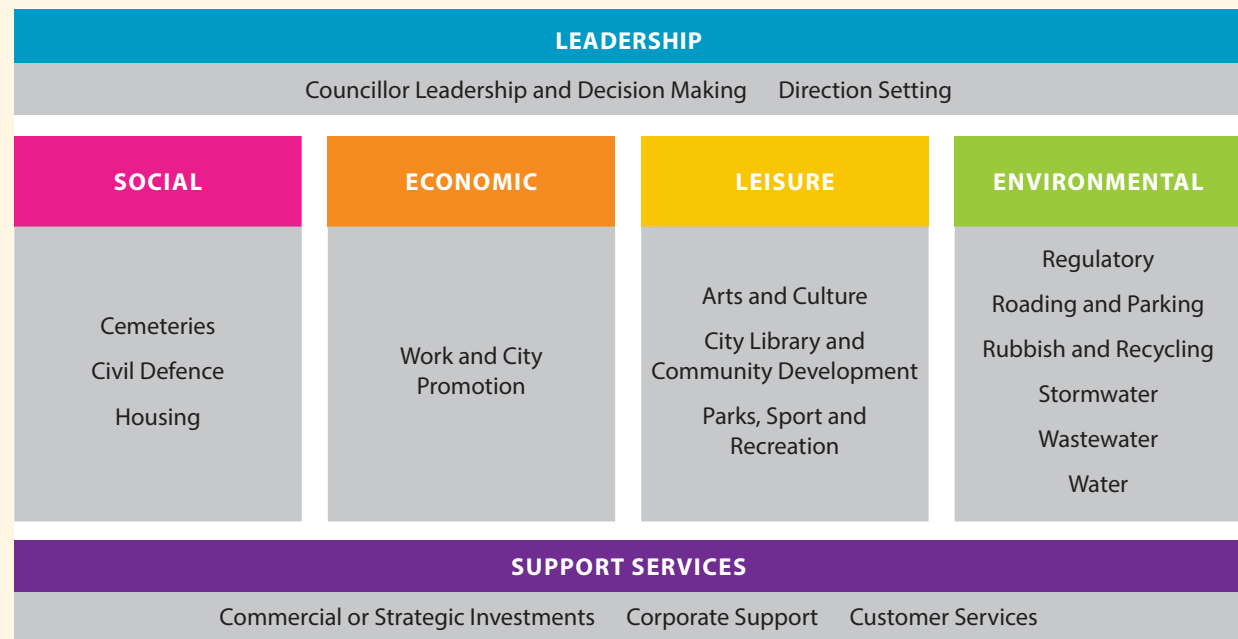 LEADERSHIP
Councillor Leadership and Decision Making Direction Setting
SOCIAL
Cemeteries
Civil Defence
Housing
ECONOMIC
Work and City
Promotion
LEISURE
Arts and Culture
City Library and
Community Development
Parks, Sport and
Recreation
ENVIRONMENTAL
Regulatory
Roading and Parking
Rubbish and Recycling
Stormwater
Wastewater
Water
SUPPORT SERVICES
Commercial or Strategic Investments Corporate Support Customer Services